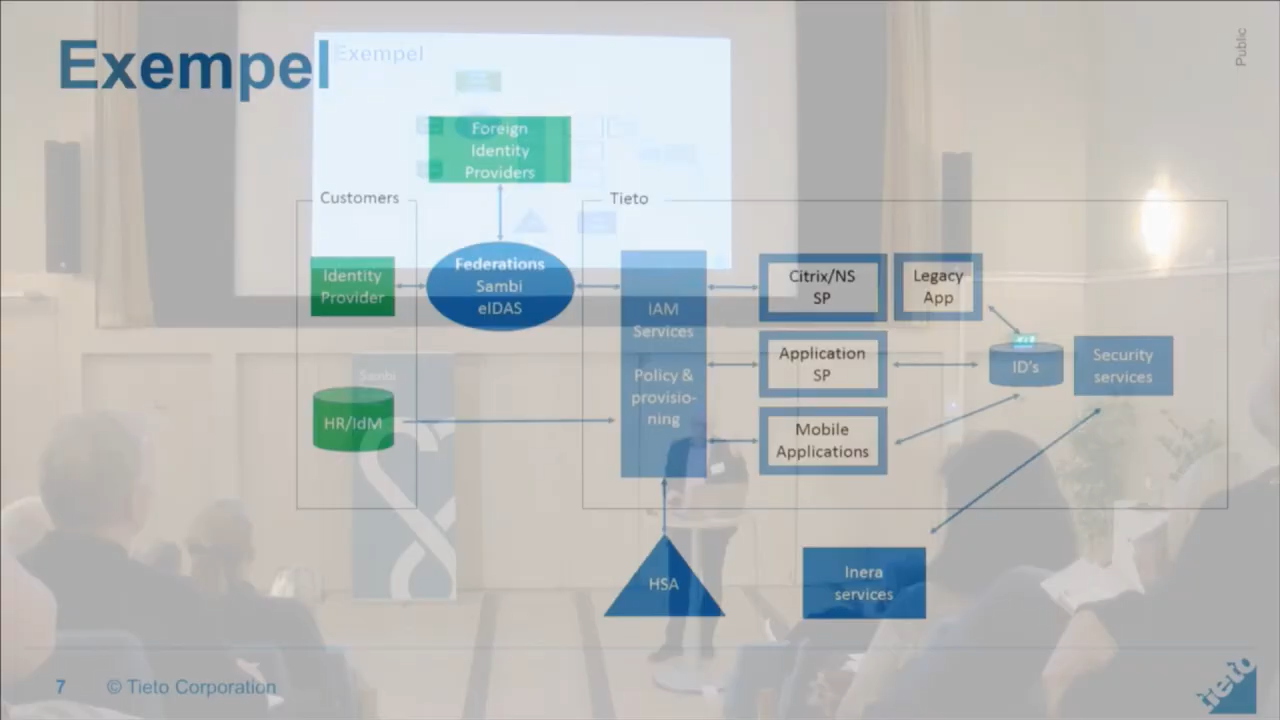 Exempel
Exempel
Public
Foreign
Identity
Providers
Customers
Tieto
Identity
Provider
Federations
Sambi
eIDAS
IAM
Services
Policy &
provisio-
ning
Citrix/NS
SP
Legacy
App
Application
SP
ID's
Security
services
Mobile
Applications
Sambi
HR/IdM
HSA
Inera
services
7
© Tieto Corporation
tieto